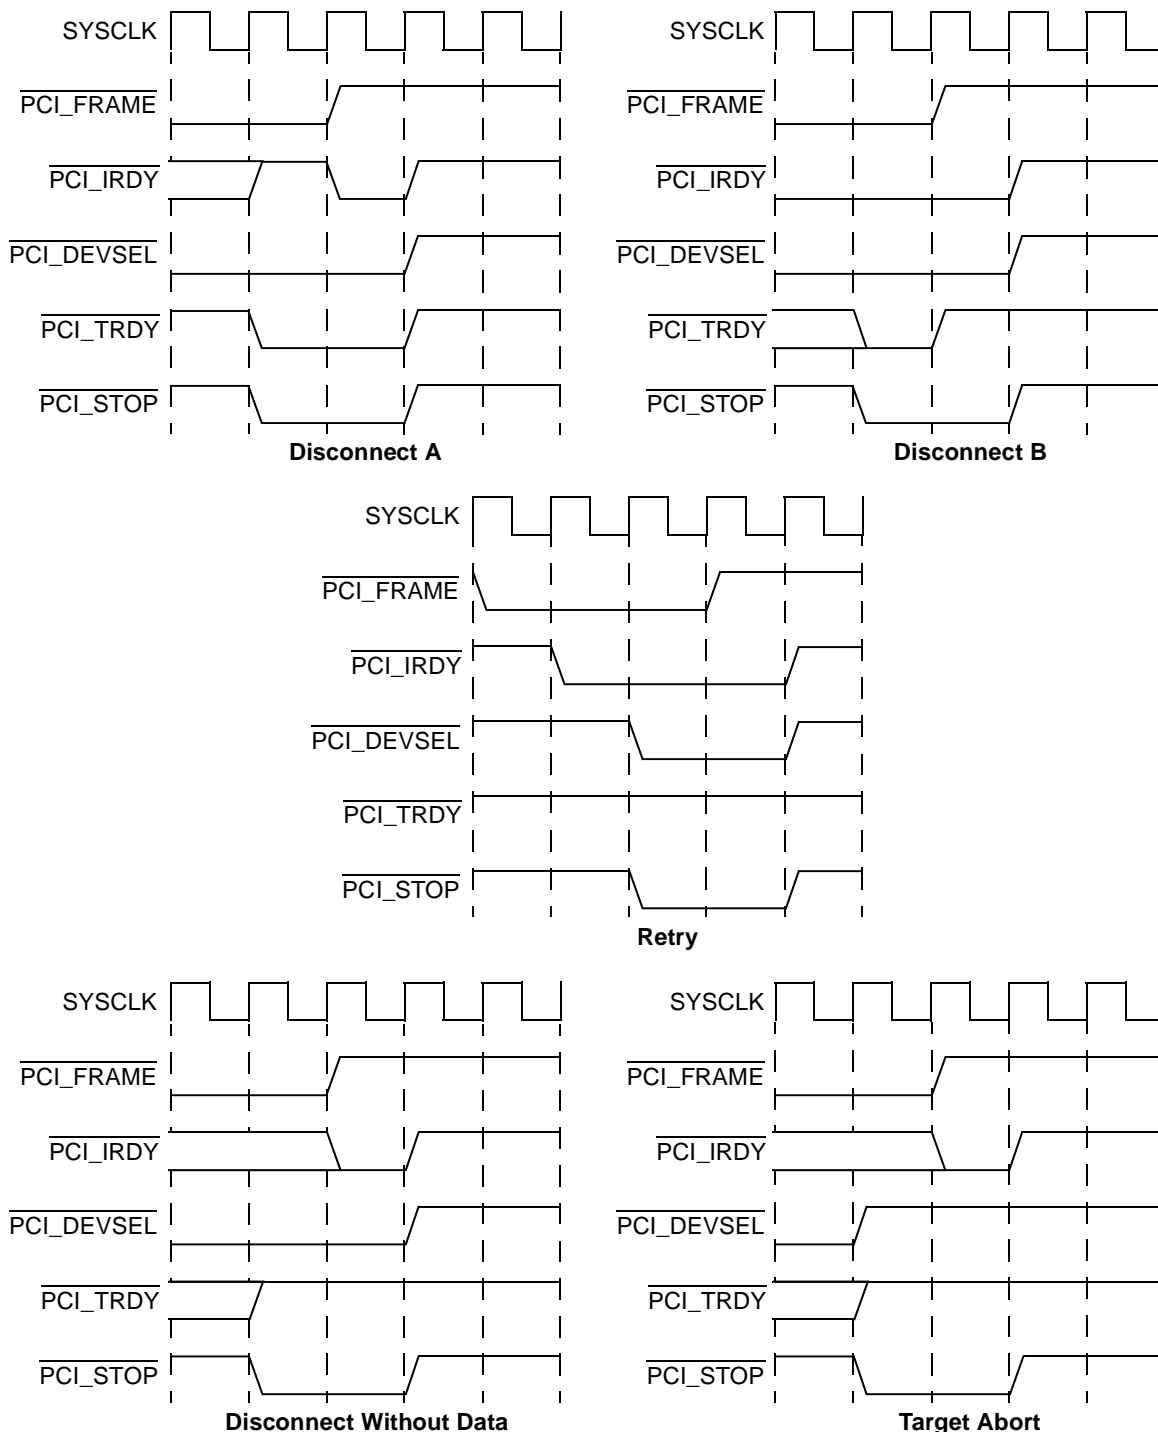 SYSCLK
PCI_FRAME
PCI_IRDY
PCI_DEVSEL
PCI_TRDY
PCI_STOP
Disconnect A
SYSCLK
PCI_FRAME
PCI_IRDY
PCI_DEVSEL
PCI_TRDY
PCI_STOP
Disconnect B
SYSCLK
PCI_FRAME
PCI_IRDY
PCI_DEVSEL
PCI_TRDY
PCI_STOP
Retry
SYSCLK
PCI_FRAME
PCI_IRDY
PCI_DEVSEL
PCI_TRDY
PCI_STOP
Disconnect Without Data
SYSCLK
PCI_FRAME
PCI_IRDY
PCI_DEVSEL
PCI_TRDY
PCI_STOP
Target Abort